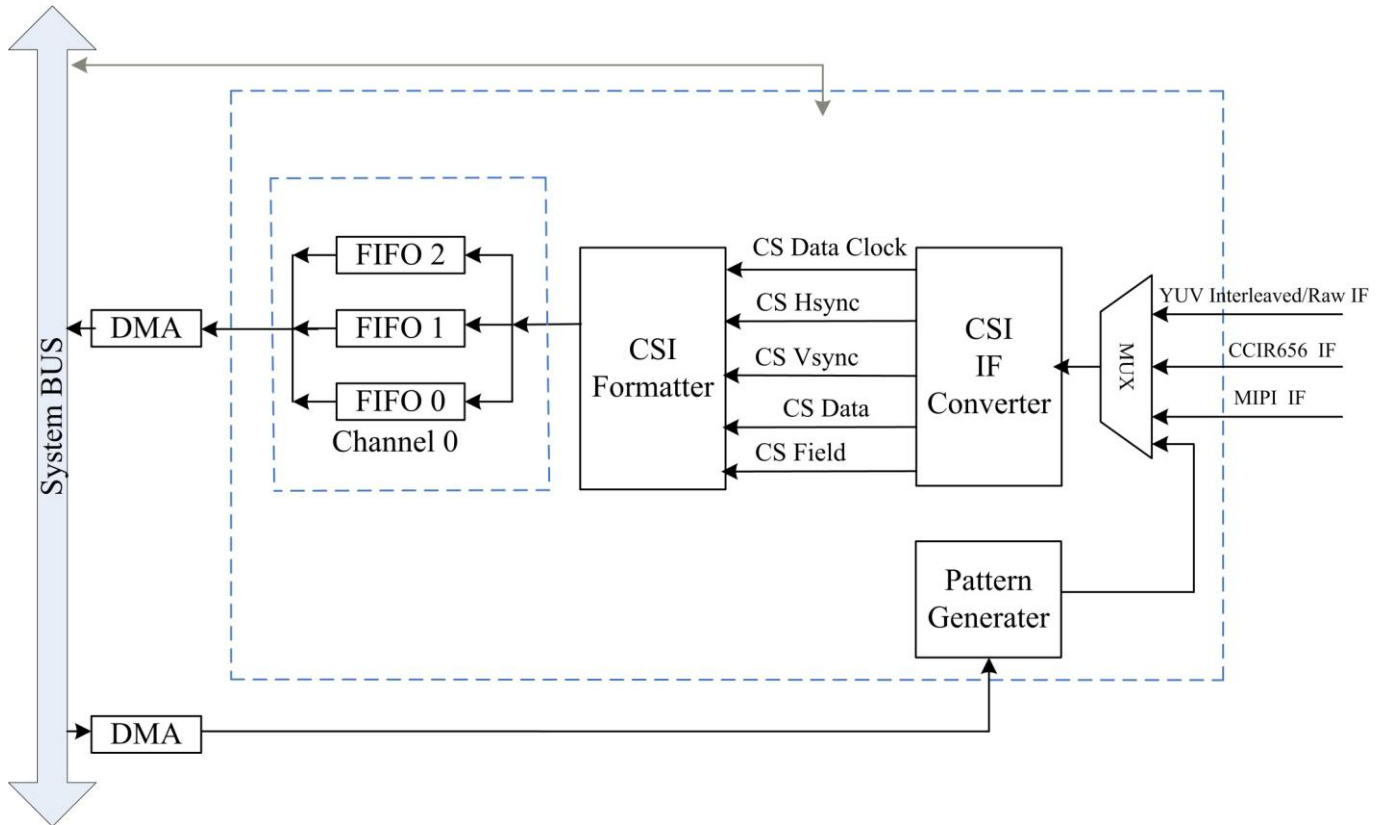 System BUS
DMA
FIFO 2
FIFO 1
FIFO 0
Channel 0
CSI
Formatter
CS Data Clock
CS Hsync
CS Vsync
CS Data
CS Field
CSI
IF
Converter
MUX
YUV Interleaved/Raw IF
CCIR656 IF
MIPI IF
Pattern
Generater
DMA